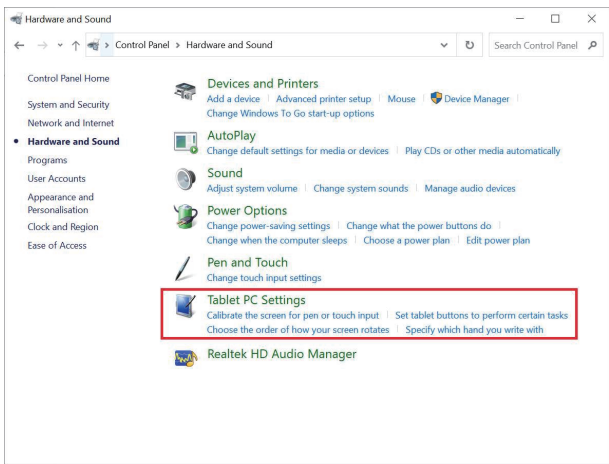 Hardware and Sound
Control Panel > Hardware and Sound
Search Control Panel
Control Panel Home
System and Security
Network and Internet
Hardware and Sound
Programs
User Accounts
Appearance and
Personalisation
Clock and Region
Ease of Access
Devices and Printers
Add a device | Advanced printer setup | Mouse | Device Manager |
Change Windows To Go start-up options
AutoPlay
Change default settings for media or devices | Play CDs or other media automatically
Sound
Adjust system volume | Change system sounds | Manage audio devices
Power Options
Change power-saving settings | Change what the power buttons do |
Change when the computer sleeps | Choose a power plan | Edit power plan
Pen and Touch
Change touch input settings
Tablet PC Settings
Calibrate the screen for pen or touch input | Set tablet buttons to perform certain tasks
Choose the order of how your screen rotates | Specify which hand you write with
Realtek HD Audio Manager